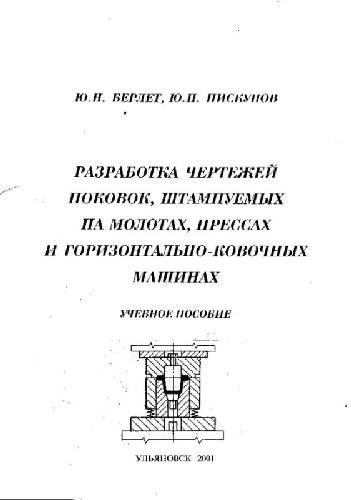 Ю.Н. БЕРЛЕТ, Ю.П. ПИСКУНОВ
РАЗРАБОТКА ЧЕРТЕЖЕЙ
ПОКОВОК, ШТАМПУЕМЫХ
НА МОЛОТАХ, ПРЕССАХ
И ГОРИЗОНТАЛЬНО-КОВОЧНЫХ
МАШИНАХ
УЧЕБНОЕ ПОСОБИЕ
УЛЬЯНОВСК 2001